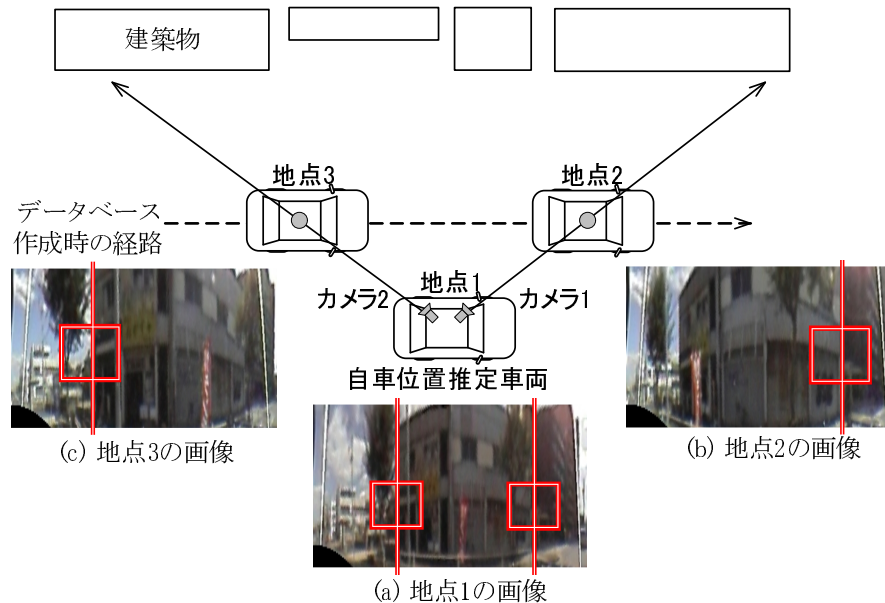 建築物
地点3
地点2
データベース
作成時の経路
地点1
カメラ2
カメラ1
自車位置推定車両
(c) 地点3の画像
(b) 地点2の画像
(a) 地点1の画像